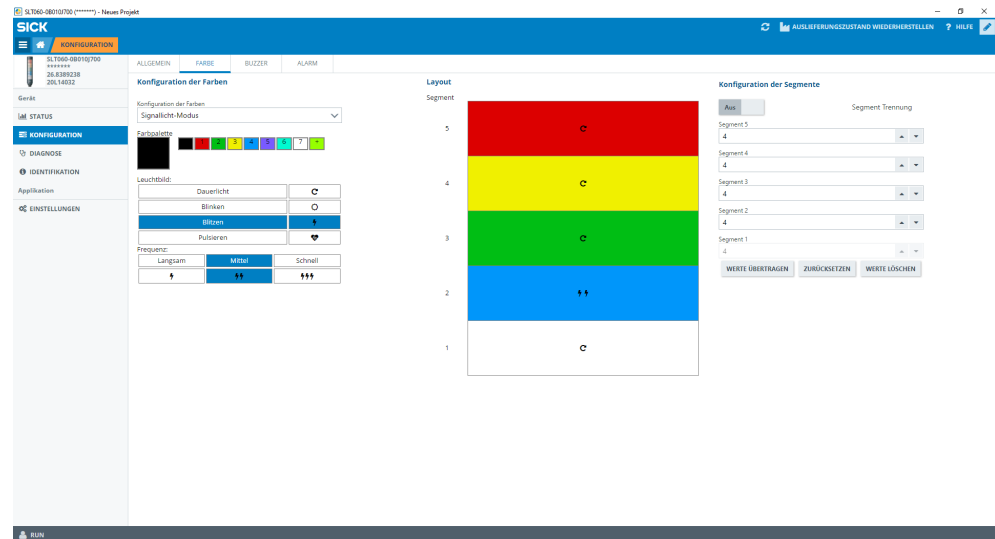 SLT060-0B010J700 (*******) - Neues Projekt
SICK
AUSLIEFERUNGSZUSTAND WIEDERHERSTELLEN
? HILFE
KONFIGURATION
SLT060-0B010J700
*******
26.8389238
20L14032
Gerät
STATUS
KONFIGURATION
DIAGNOSE
IDENTIFIKATION
Applikation
EINSTELLUNGEN
ALLGEMEIN FARBE BUZZER ALARM
Konfiguration der Farben
Konfiguration der Farben
Signallicht-Modus
Farbpalette
1 2 3 4 5 6 7 *
Leuchtbild:
Dauerlicht
Blinken
Blitzen
Pulsieren
Frequenz:
Langsam Mittel Schnell
Layout
Segment
5
4
3
2
1
Konfiguration der Segmente
Aus Segment Trennung
Segment 5
4
Segment 4
4
Segment 3
4
Segment 2
4
Segment 1
4
WERTE ÜBERTRAGEN ZURÜCKSETZEN WERTE LÖSCHEN
RUN